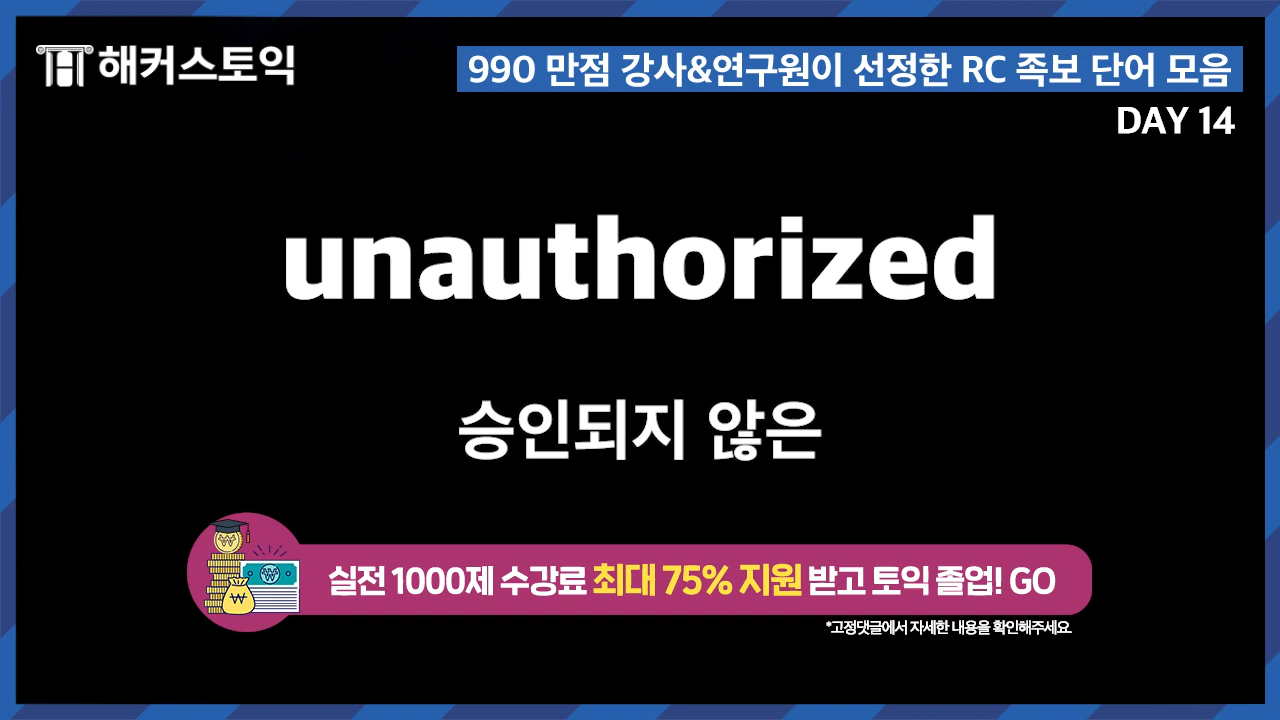 해커스토익
990 만점 강사&연구원이 선정한 RC 족보 단어 모음
DAY 14
unauthorized
승인되지 않은
실전 1000제 수강료 최대 75% 지원 받고 토익 졸업! GO
*고정댓글에서 자세한 내용을 확인해주세요.